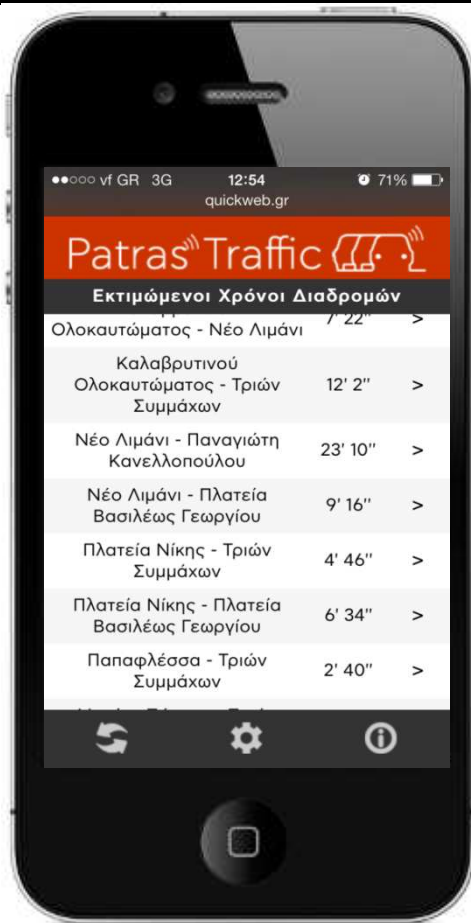 vf GR 3G 12:54 71%
quickweb.gr
Patras Traffic
Εκτιμώμενοι Χρόνοι Διαδρομών
Ολοκαυτώματος - Νέο Λιμάνι 7' 22'' >
Καλαβρυτινού
Ολοκαυτώματος - Τριών 12' 2'' >
Συμμάχων
Νέο Λιμάνι - Παναγιώτη 23' 10'' >
Κανελλοπούλου
Νέο Λιμάνι - Πλατεία 9' 16'' >
Βασιλέως Γεωργίου
Πλατεία Νίκης - Τριών 4' 46'' >
Συμμάχων
Πλατεία Νίκης - Πλατεία 6' 34'' >
Βασιλέως Γεωργίου
Παπαφλέσσα - Τριών 2' 40'' >
Συμμάχων